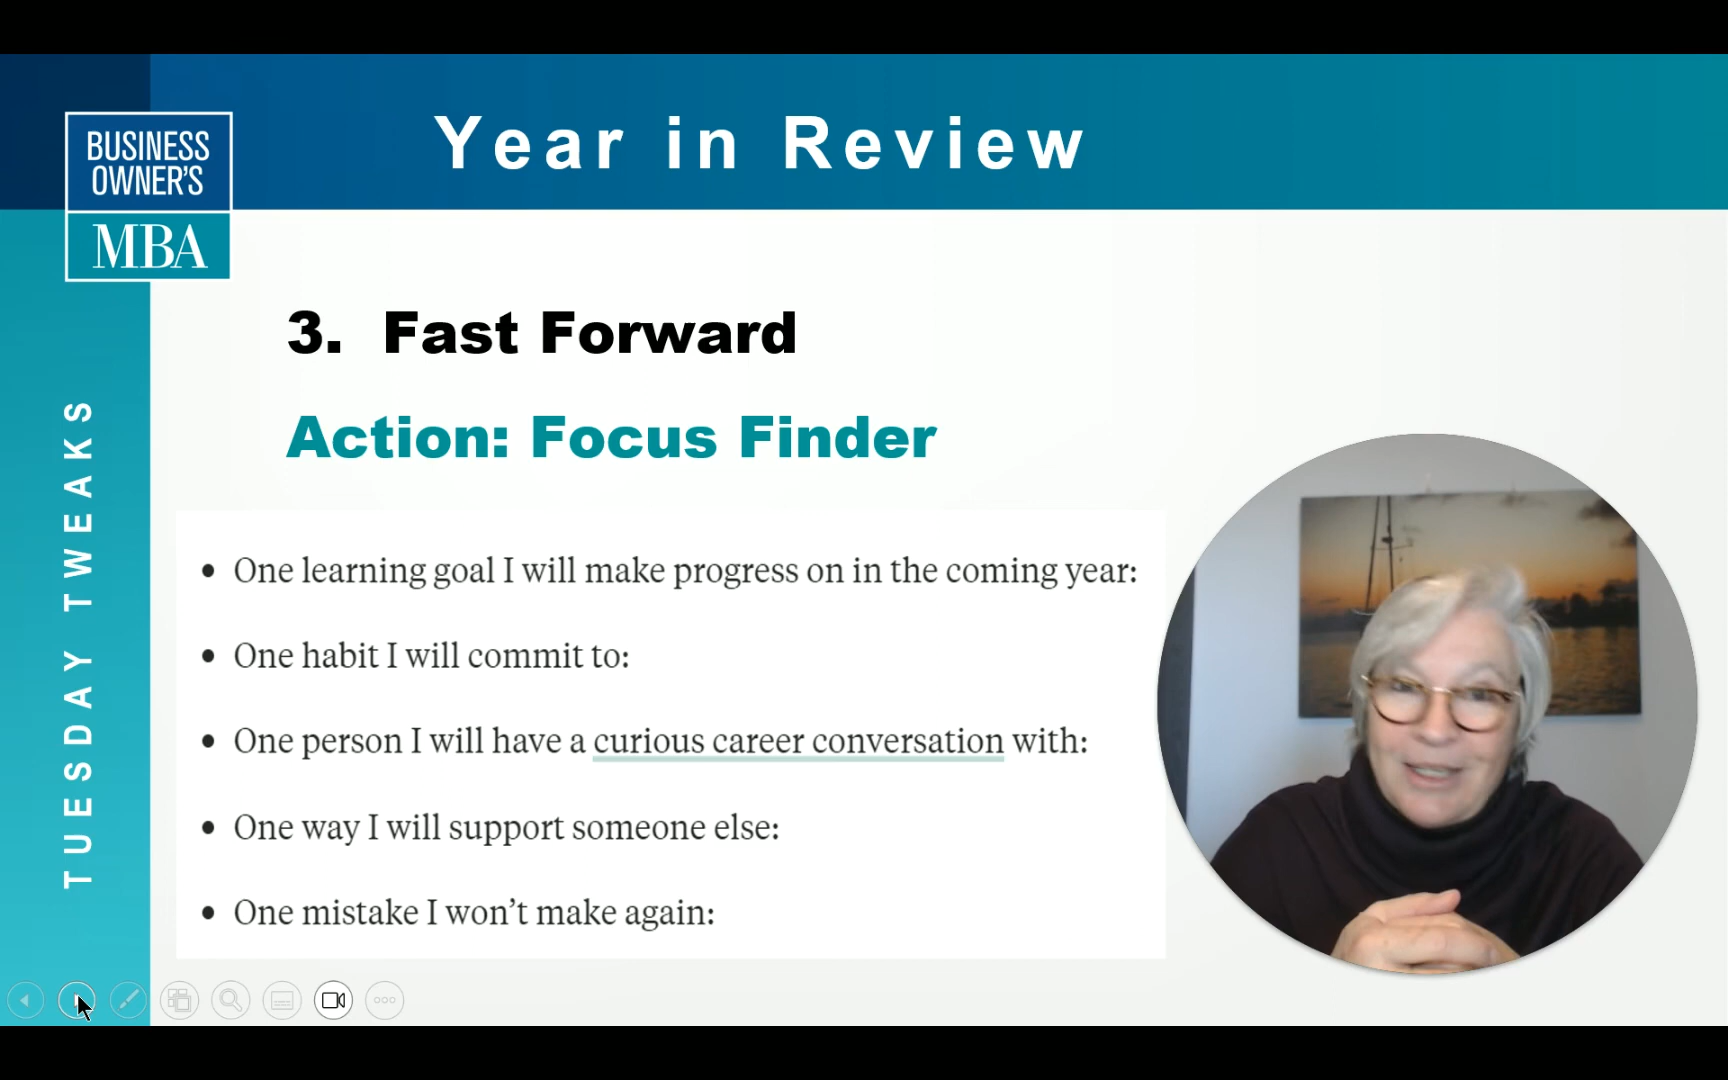 Year in Review
BUSINESS
OWNER'S
MBA
TUESDAY TWEAKS
3. Fast Forward
Action: Focus Finder
• One learning goal I will make progress on in the coming year:
• One habit I will commit to:
• One person I will have a curious career conversation with:
• One way I will support someone else:
• One mistake I won’t make again: